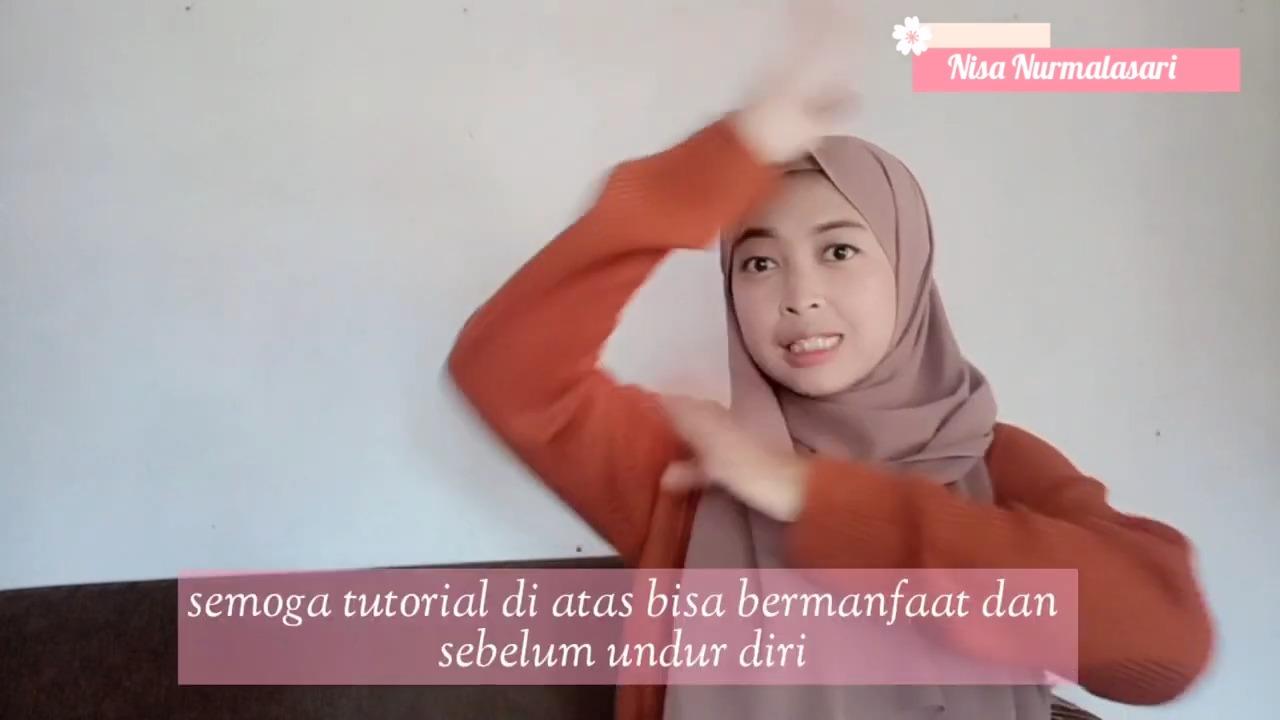 Nisa Nurmalasari
semoga tutorial di atas bisa bermanfaat dan
sebelum undur diri